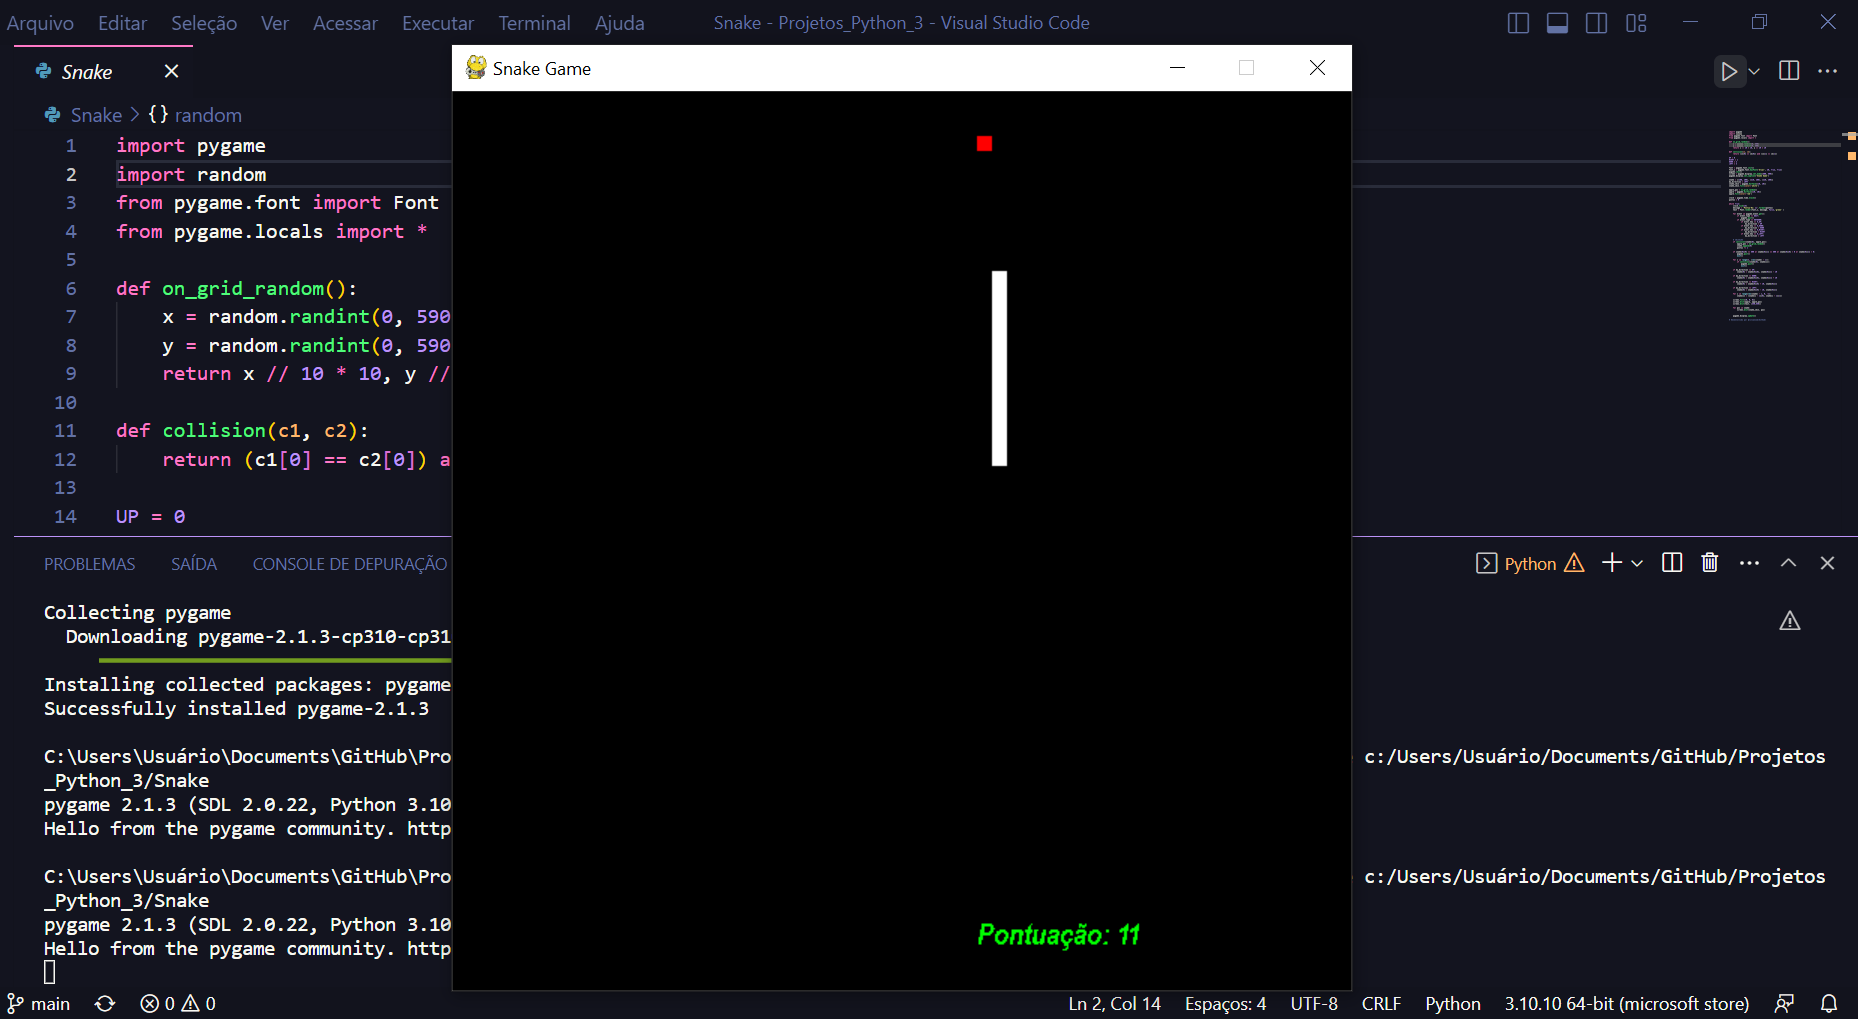 Arquivo Editar Seleção Ver Acessar Executar Terminal Ajuda Snake - Projetos_Python_3 - Visual Studio Code
Snake
Snake Game
Snake > {} random
1 import pygame
2 import random
3 from pygame.font import Font
4 from pygame.locals import *
5
6 def on_grid_random():
7 x = random.randint(0, 590
8 y = random.randint(0, 590
9 return x // 10 * 10, y //
10
11 def collision(c1, c2):
12 return (c1[0] == c2[0]) a
13
14 UP = 0
PROBLEMAS SAÍDA CONSOLE DE DEPURAÇÃO Python
Collecting pygame
Downloading pygame-2.1.3-cp310-cp31
Installing collected packages: pygame
Successfully installed pygame-2.1.3
C:\Users\Usuário\Documents\GitHub\Pro c:/Users/Usuário/Documents/GitHub/Projetos
_Python_3/Snake
pygame 2.1.3 (SDL 2.0.22, Python 3.10
Hello from the pygame community. http
C:\Users\Usuário\Documents\GitHub\Pro c:/Users/Usuário/Documents/GitHub/Projetos
_Python_3/Snake
pygame 2.1.3 (SDL 2.0.22, Python 3.10
Hello from the pygame community. http
Pontuação: 11
main 0 0 Ln 2, Col 14 Espaços: 4 UTF-8 CRLF Python 3.10.10 64-bit (microsoft store)